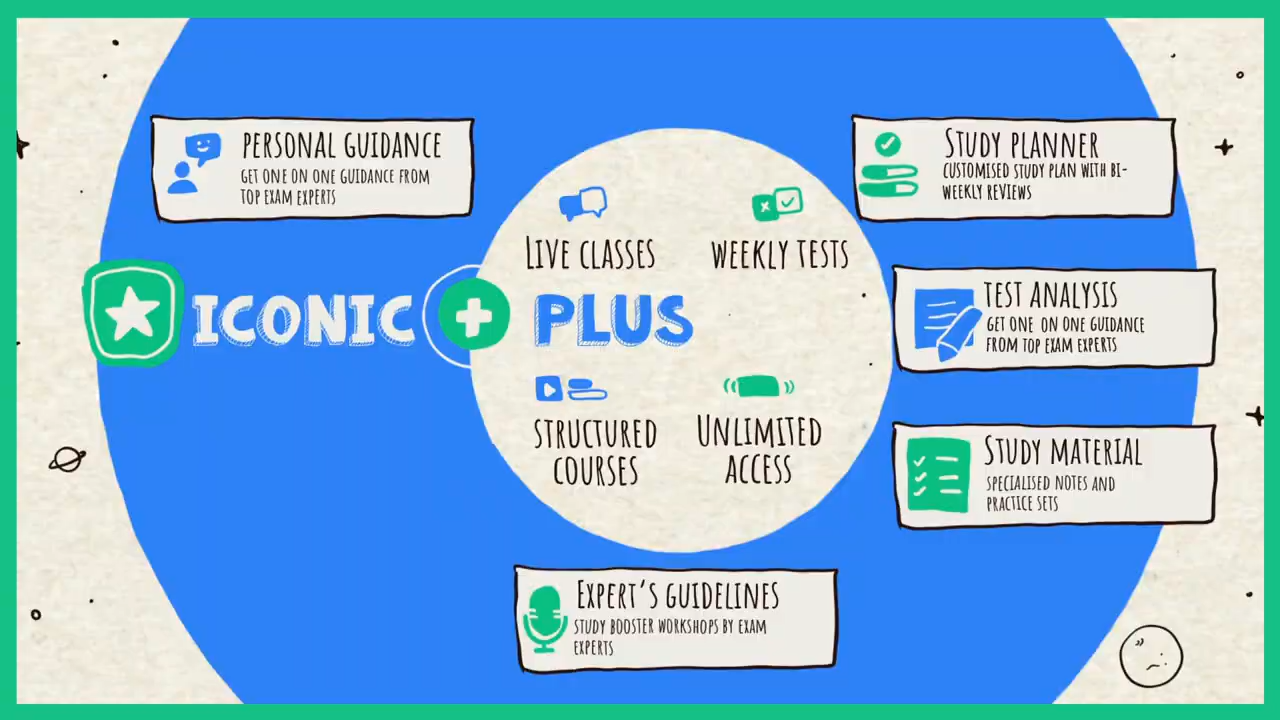 PERSONAL GUIDANCE
GET ONE ON ONE GUIDANCE FROM
TOP EXAM EXPERTS
STUDY PLANNER
CUSTOMISED STUDY PLAN WITH BI-
WEEKLY REVIEWS
LIVE CLASSES
WEEKLY TESTS
ICONIC
PLUS
TEST ANALYSIS
GET ONE ON ONE GUIDANCE
FROM TOP EXAM EXPERTS
STRUCTURED
COURSES
UNLIMITED
ACCESS
STUDY MATERIAL
SPECIALISED NOTES AND
PRACTICE SETS
EXPERT'S GUIDELINES
STUDY BOOSTER WORKSHOPS BY EXAM
EXPERTS